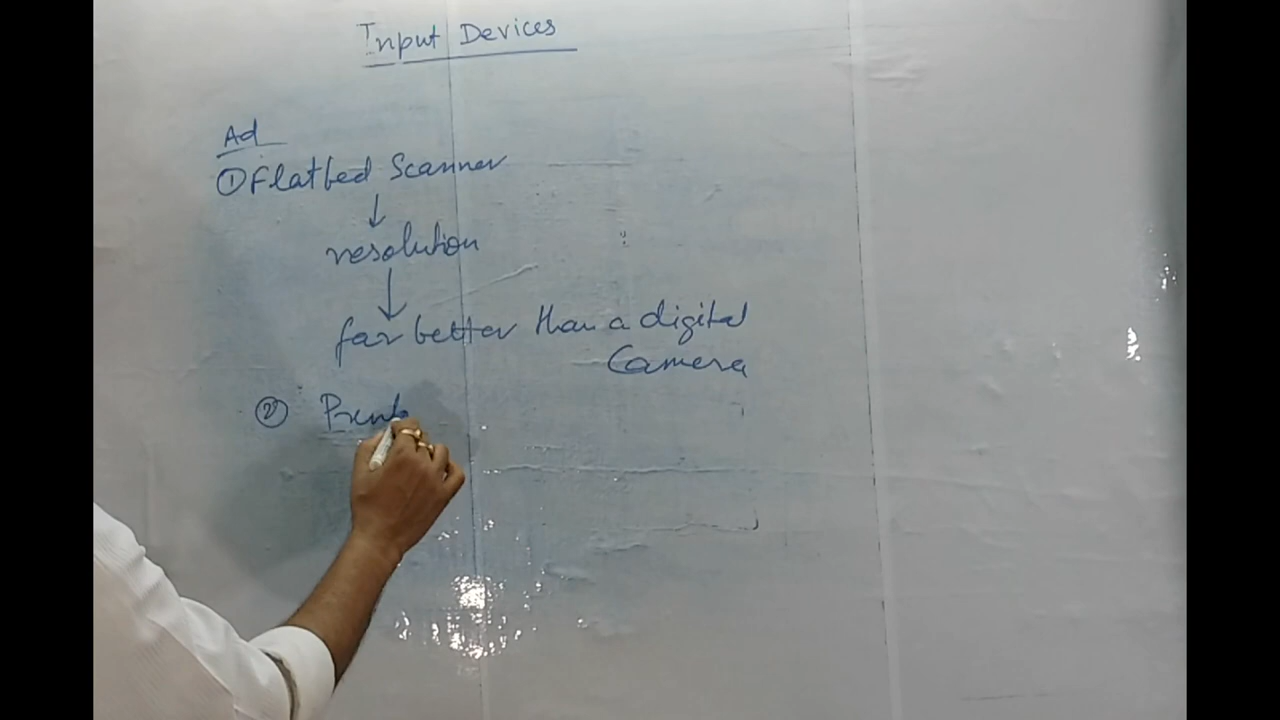 Input Devices
Ad
① Flatbed Scanner
↓
resolution
↓
far better than a digital
Camera
②